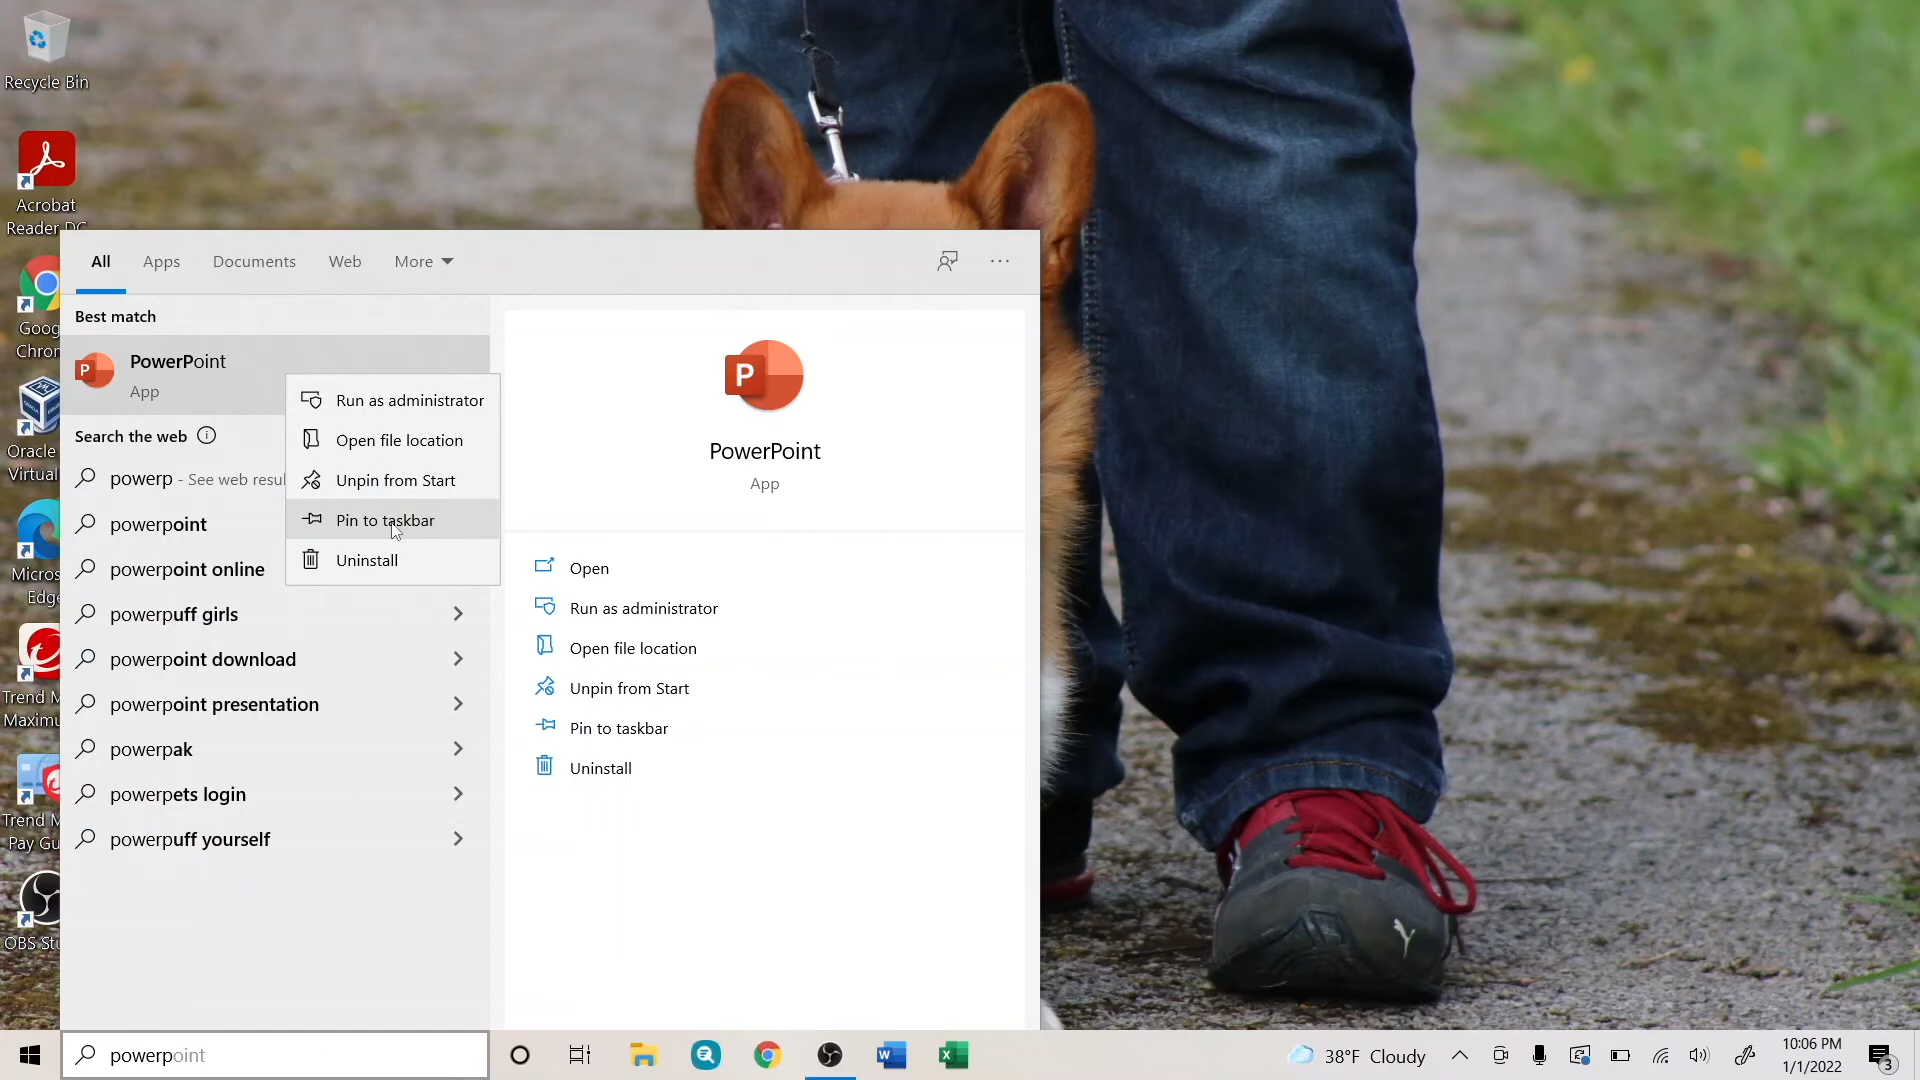 Recycle Bin
Acrobat
Reader DC
Goog
Chro
Oracle
Virtual
Micros
Edge
Trend M
Maximu
Trend M
Pay Gu
OBS Stu
All Apps Documents Web More
Best match
PowerPoint
App
Search the web
powerp - See web resul
powerpoint
powerpoint online
powerpuff girls
powerpoint download
powerpoint presentation
powerpak
powerpets login
powerpuff yourself
Run as administrator
Open file location
Unpin from Start
Pin to taskbar
Uninstall
P
PowerPoint
App
Open
Run as administrator
Open file location
Unpin from Start
Pin to taskbar
Uninstall
powerpoint
38°F Cloudy
10:06 PM
1/1/2022
3